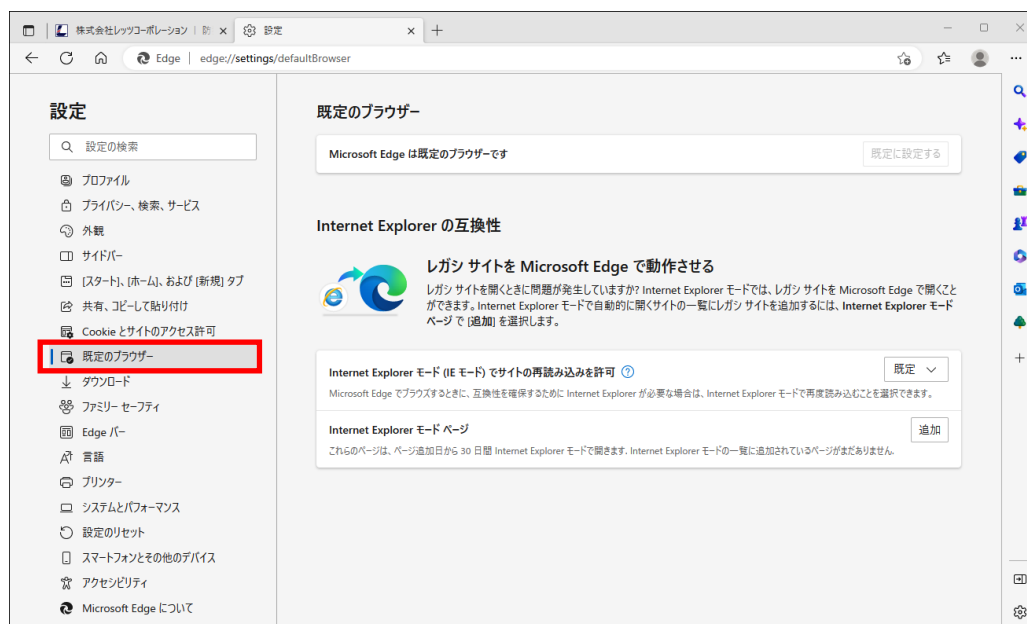 株式会社レッツコーポレーション | 防
設定
Edge
edge://settings/defaultBrowser
設定
設定の検索
プロファイル
プライバシー、検索、サービス
外観
サイドバー
[スタート]、[ホーム]、および [新規] タブ
共有、コピーして貼り付け
Cookie とサイトのアクセス許可
既定のブラウザー
ダウンロード
ファミリー セーフティ
Edge バー
言語
プリンター
システムとパフォーマンス
設定のリセット
スマートフォンとその他のデバイス
アクセシビリティ
Microsoft Edge について
既定のブラウザー
Microsoft Edge は既定のブラウザーです
既定に設定する
Internet Explorer の互換性
レガシ サイトを Microsoft Edge で動作させる
レガシ サイトを開くときに問題が発生していますか? Internet Explorer モードでは、レガシ サイトを Microsoft Edge で開くこと
ができます。Internet Explorer モードで自動的に開くサイトの一覧にレガシ サイトを追加するには、Internet Explorer モード
ページ で [追加] を選択します。
Internet Explorer モード (IE モード) でサイトの再読み込みを許可
既定
Microsoft Edge でブラウズするときに、互換性を確保するために Internet Explorer が必要な場合は、Internet Explorer モードで再度読み込むことを選択できます。
Internet Explorer モード ページ
追加
これらのページは、ページ追加日から 30 日間 Internet Explorer モードで開きます. Internet Explorer モードの一覧に追加されているページがまだありません.